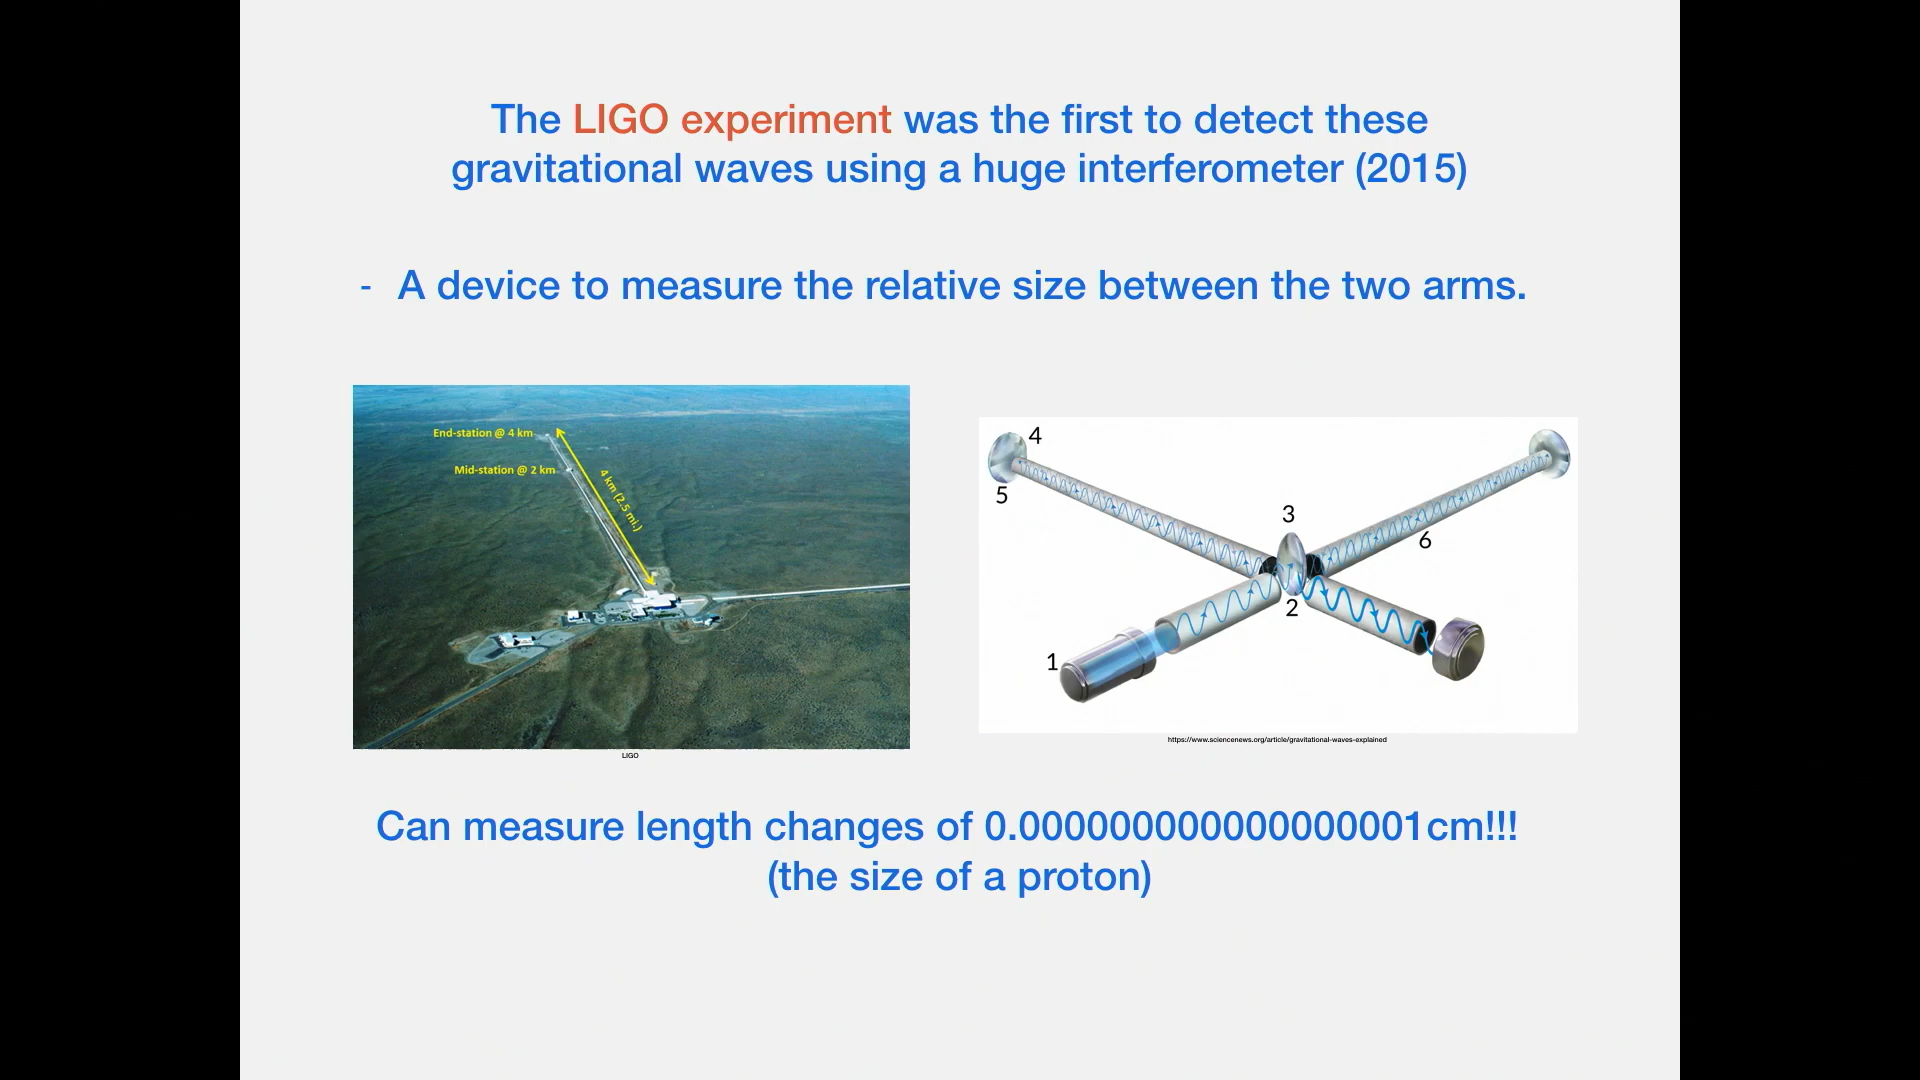 The LIGO experiment was the first to detect these
gravitational waves using a huge interferometer (2015)
- A device to measure the relative size between the two arms.
End-station @ 4 km
Mid-station @ 2 km
4 km (2.5 mi.)
LIGO
4
5
3
6
2
1
https://www.sciencenews.org/article/gravitational-waves-explained
Can measure length changes of 0.000000000000000001cm!!!
(the size of a proton)